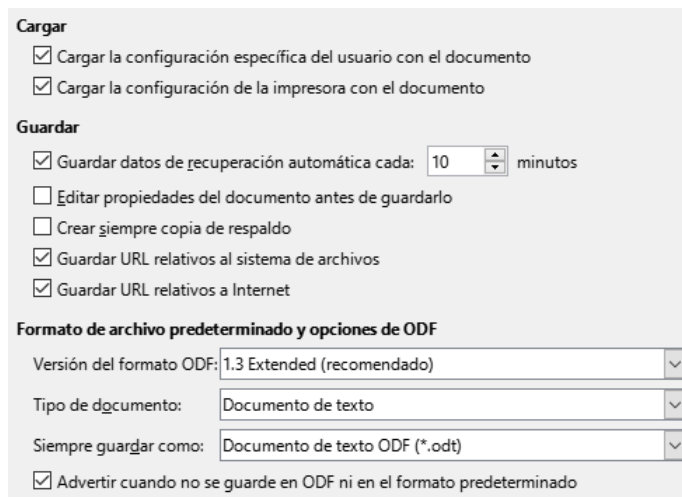 Cargar
Cargar la configuración específica del usuario con el documento
Cargar la configuración de la impresora con el documento
Guardar
Guardar datos de recuperación automática cada: 10 minutos
Editar propiedades del documento antes de guardarlo
Crear siempre copia de respaldo
Guardar URL relativos al sistema de archivos
Guardar URL relativos a Internet
Formato de archivo predeterminado y opciones de ODF
Versión del formato ODF: 1.3 Extended (recomendado)
Tipo de documento: Documento de texto
Siempre guardar como: Documento de texto ODF (*.odt)
Advertir cuando no se guarde en ODF ni en el formato predeterminado